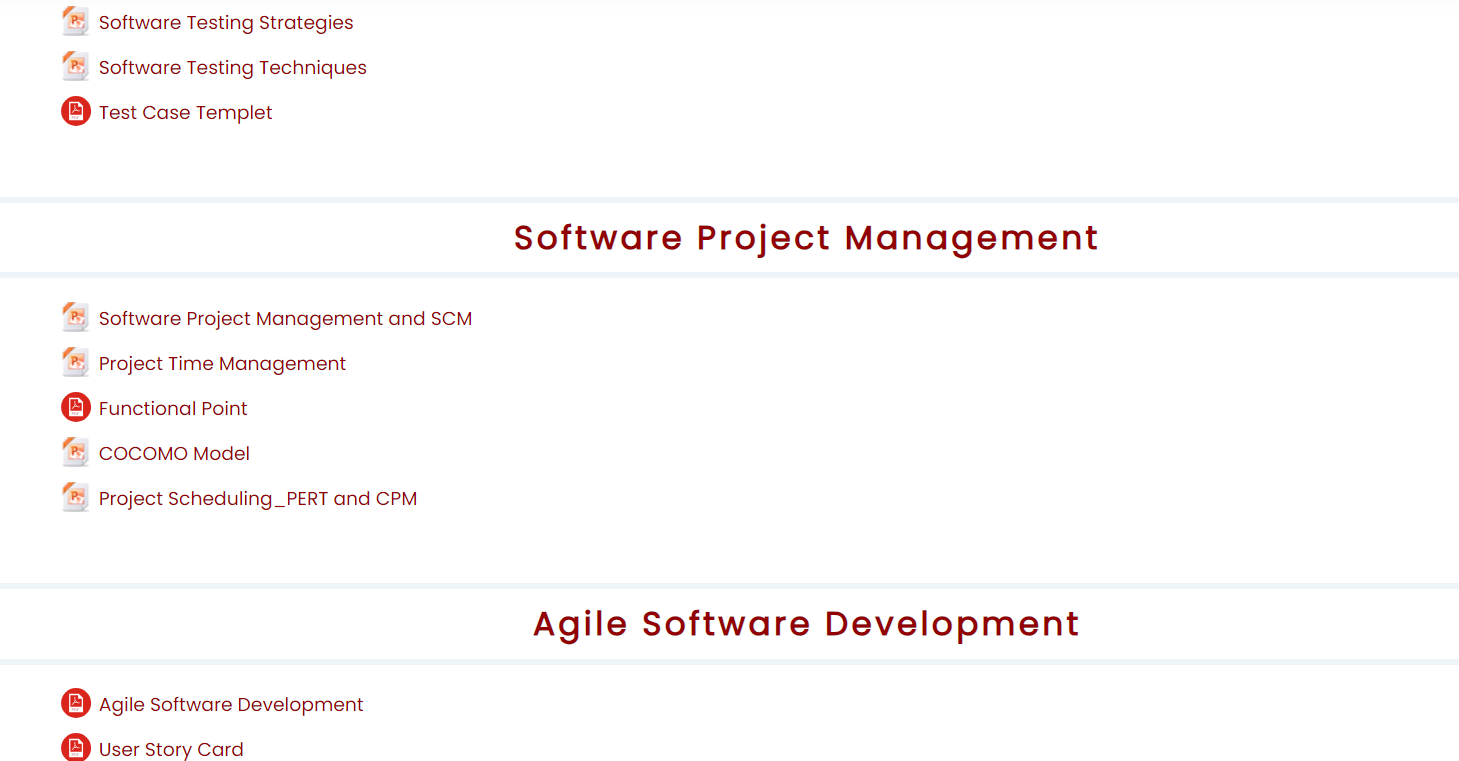 Software Testing Strategies
Software Testing Techniques
Test Case Templet
Software Project Management
Software Project Management and SCM
Project Time Management
Functional Point
COCOMO Model
Project Scheduling_PERT and CPM
Agile Software Development
Agile Software Development
User Story Card